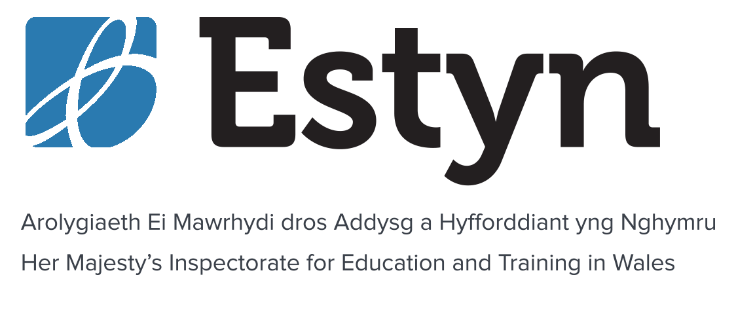 Estyn
Arolygiaeth Ei Mawrhydi dros Addysg a Hyfforddiant yng Nghymru
Her Majesty's Inspectorate for Education and Training in Wales